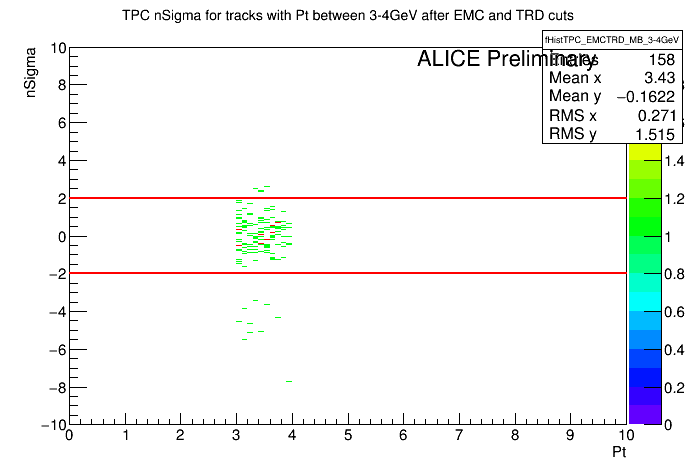 TPC nSigma for tracks with Pt between 3-4GeV after EMC and TRD cuts
ALICE Preliminary
fHistTPC_EMCTRD_MB_3-4GeV
Entries 158
Mean x 3.43
Mean y −0.1622
RMS x 0.271
RMS y 1.515
nSigma
10
8
6
4
2
0
−2
−4
−6
−8
−10
0 1 2 3 4 5 6 7 8 9 10
Pt
1.4
1.2
1
0.8
0.6
0.4
0.2
0